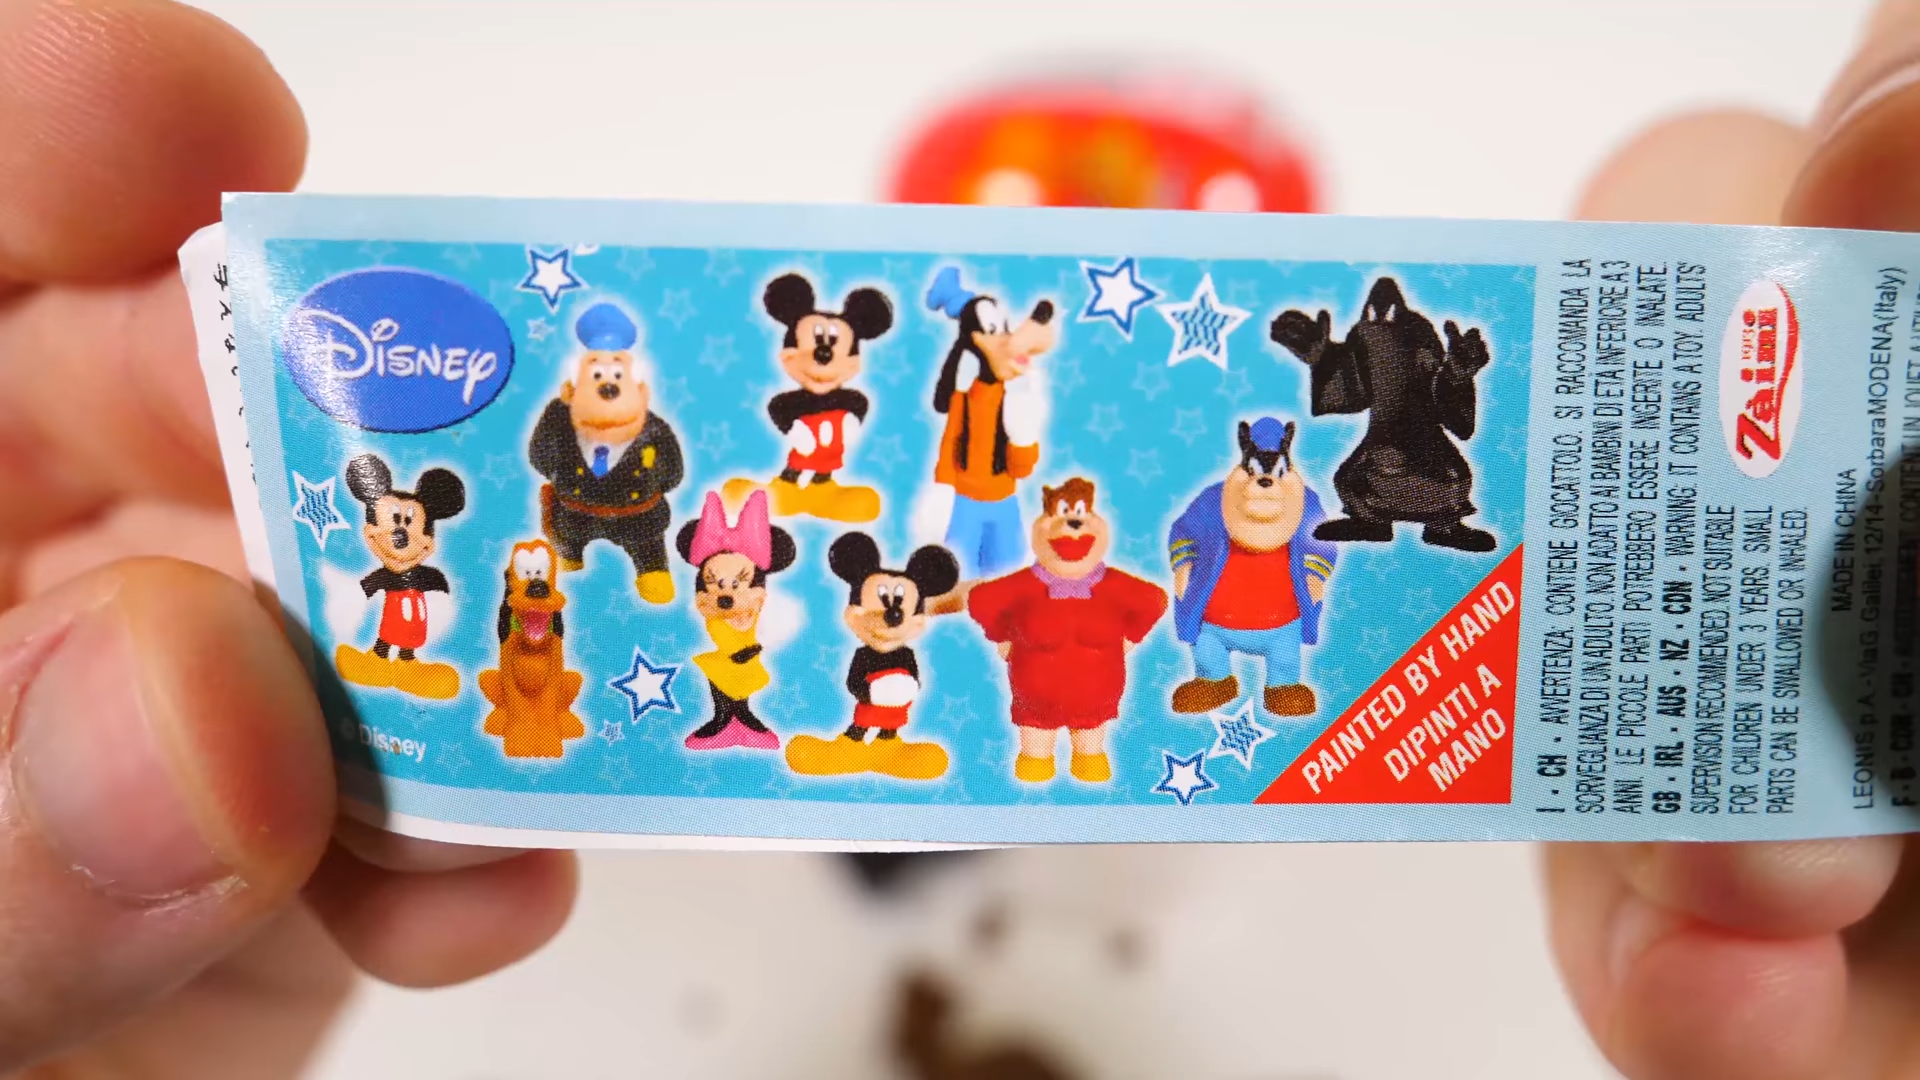 Disney
© Disney
PAINTED BY HAND
DIPINTI A
MANO
I • CH • AVVERTENZA: CONTIENE GIOCATTOLO. SI RACCOMANDA LA
SORVEGLIANZA DI UN ADULTO. NON ADATTO AI BAMBINI DI ETÀ INFERIORE A 3
ANNI. LE PICCOLE PARTI POTREBBERO ESSERE INGERITE O INALATE.
GB • IRL • AUS • NZ • CDN • WARNING: IT CONTAINS A TOY. ADULTS'
SUPERVISION RECOMMENDED. NOT SUITABLE
FOR CHILDREN UNDER 3 YEARS. SMALL
PARTS CAN BE SWALLOWED OR INHALED.
Zaini
MADE IN CHINA
LEONIS p.A. - Via G. Gallei, 12/14 - Sorbara MODENA (Italy)